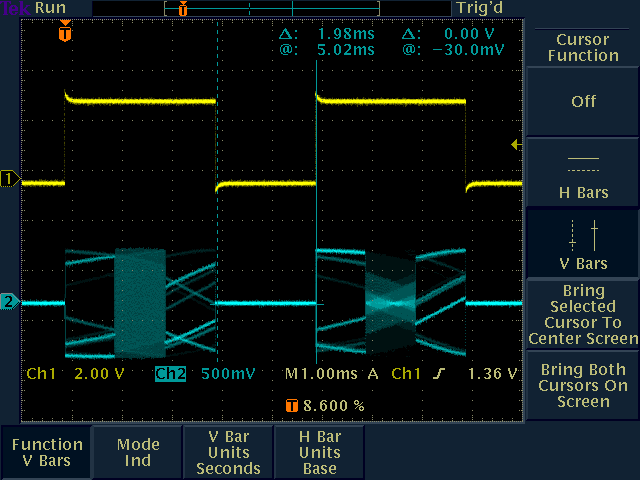 Tek Run Trig'd
T
T
Δ: 1.98ms Δ: 0.00 V
@: 5.02ms @: −30.0mV
1
2
Ch1 2.00 V Ch2 500mV M1.00ms A Ch1 1.36 V
T 8.600 %
Cursor
Function
Off
H Bars
V Bars
Bring
Selected
Cursor To
Center Screen
Bring Both
Cursors On
Screen
Function
V Bars
Mode
Ind
V Bar
Units
Seconds
H Bar
Units
Base